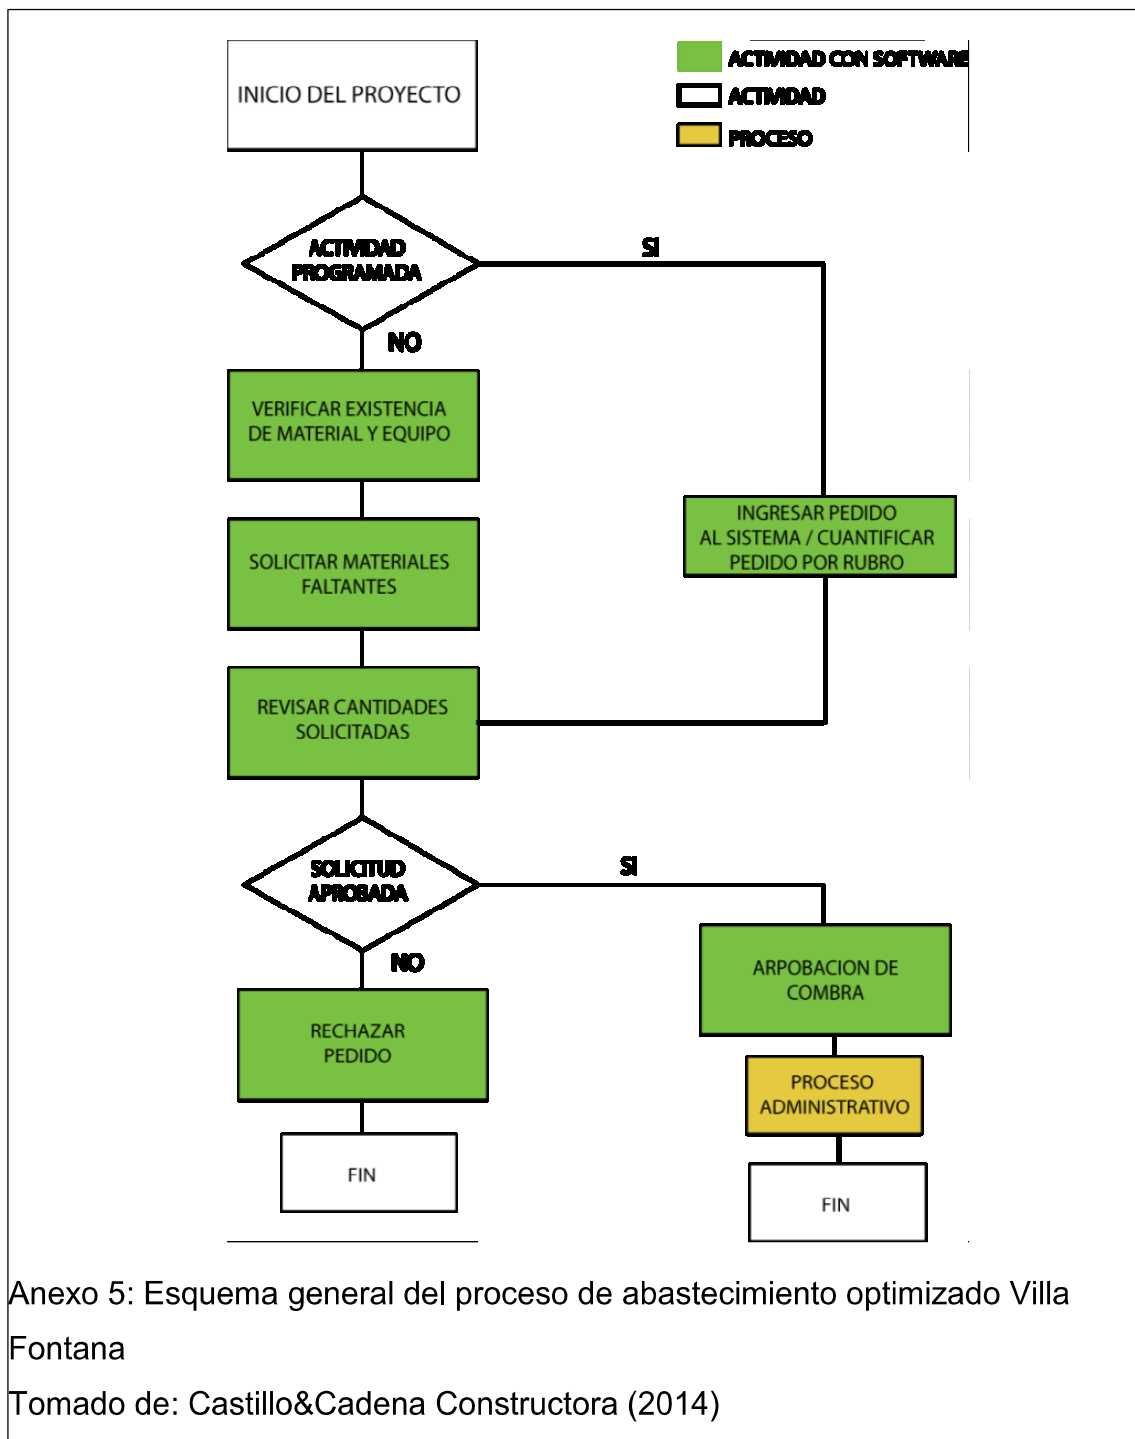 INICIO DEL PROYECTO
ACTIVIDAD CON SOFTWARE
ACTIVIDAD
PROCESO
ACTIVIDAD
PROGRAMADA
SI
NO
VERIFICAR EXISTENCIA
DE MATERIAL Y EQUIPO
INGRESAR PEDIDO
AL SISTEMA / CUANTIFICAR
PEDIDO POR RUBRO
SOLICITAR MATERIALES
FALTANTES
REVISAR CANTIDADES
SOLICITADAS
SOLICITUD
APROBADA
SI
NO
ARPOBACION DE
COMBRA
RECHAZAR
PEDIDO
PROCESO
ADMINISTRATIVO
FIN
FIN
Anexo 5: Esquema general del proceso de abastecimiento optimizado Villa
Fontana
Tomado de: Castillo&Cadena Constructora (2014)